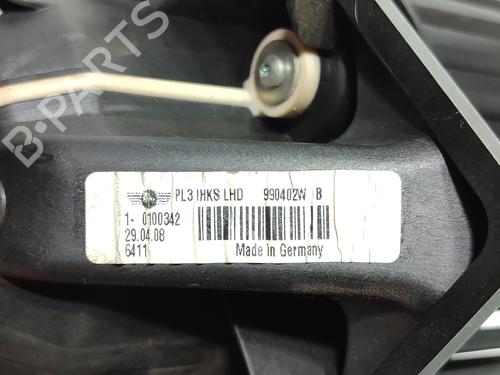 B-PARTS
PL3 IHKS LHD 990402W B
1- 0100342
29.04.08
6411 Made in Germany